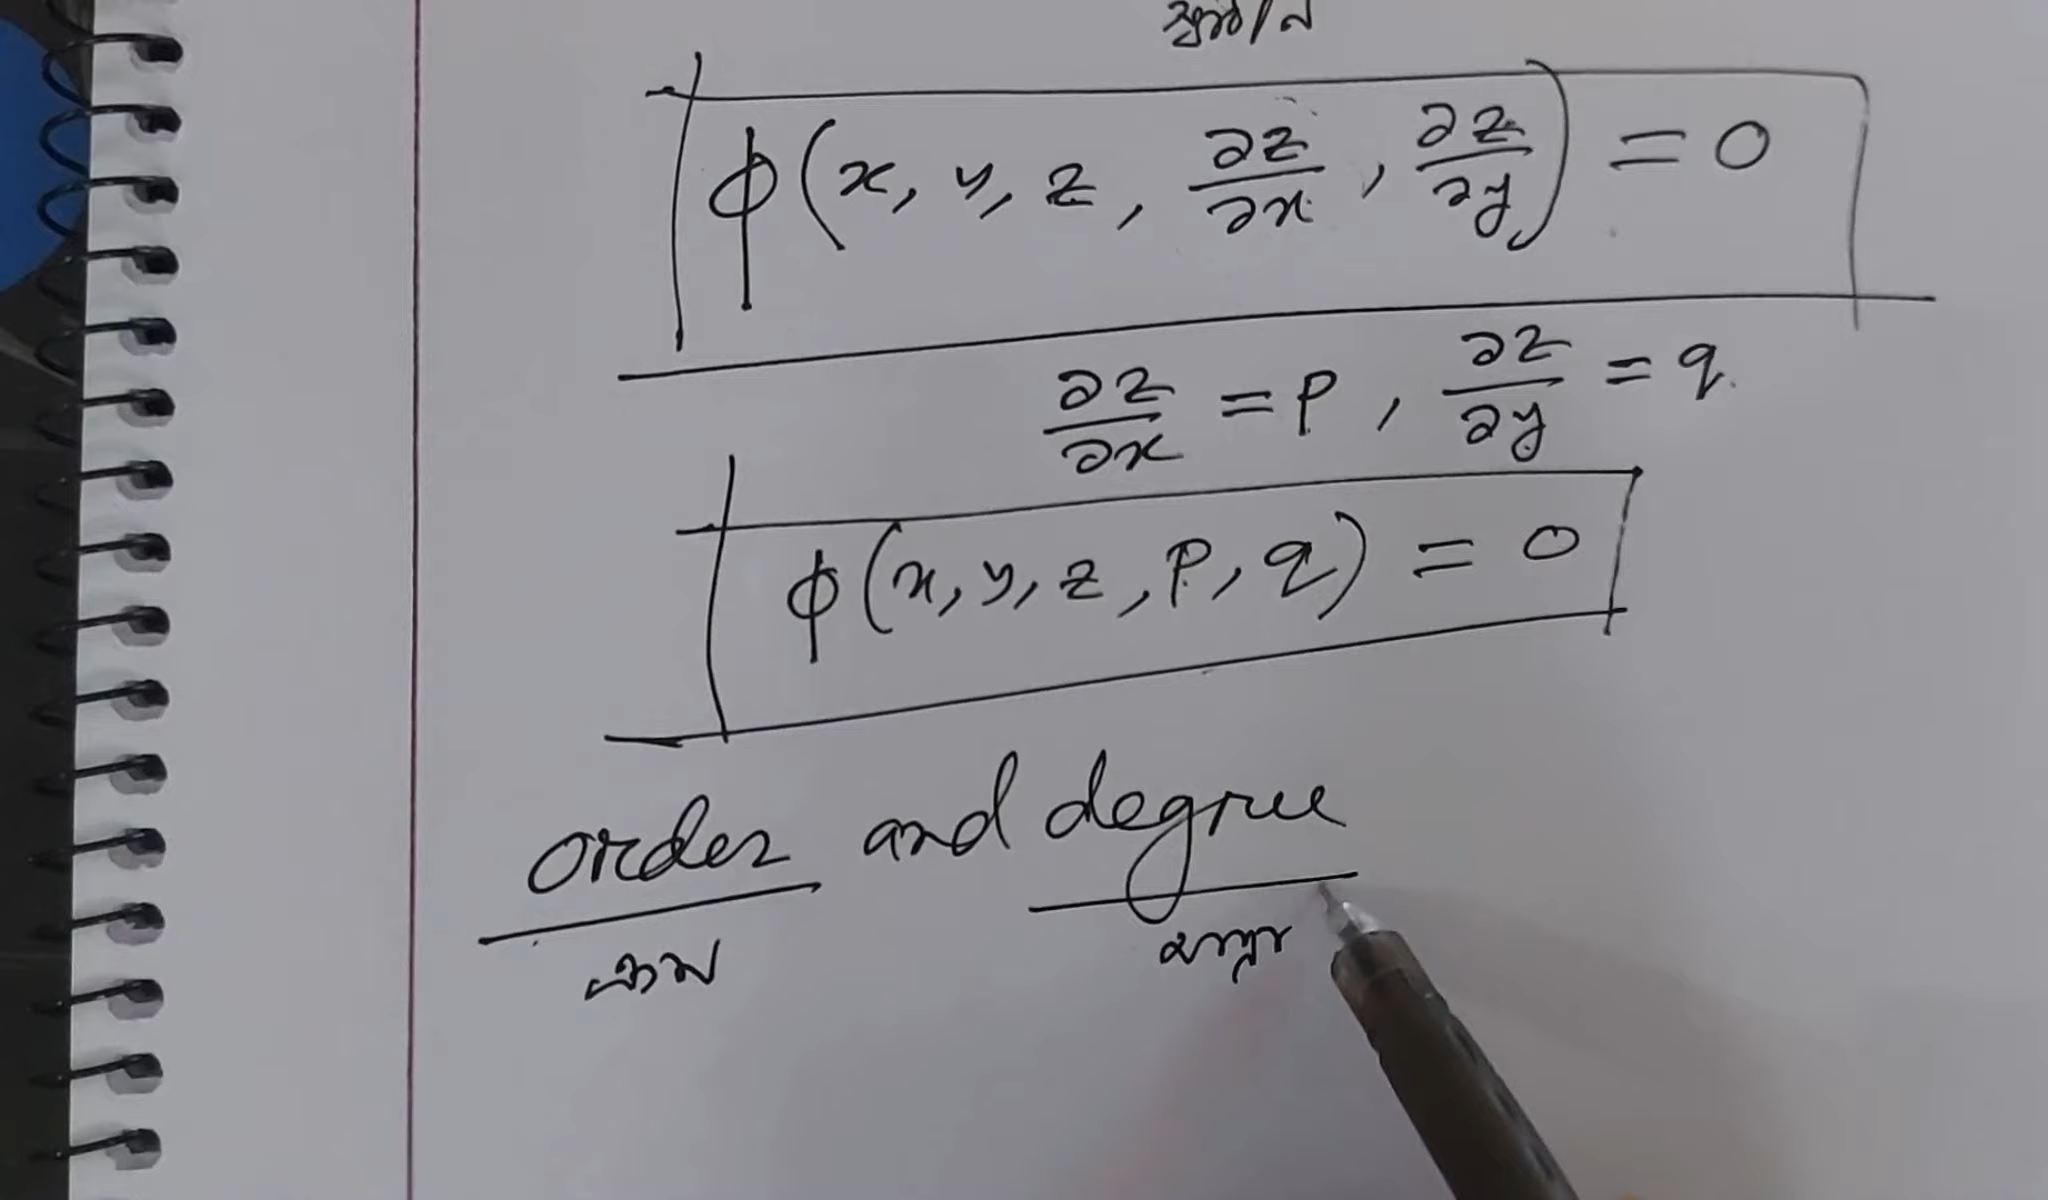 ϕ(x, y, z, ∂z/∂x, ∂z/∂y) = 0
∂z/∂x = p, ∂z/∂y = q.
ϕ(x, y, z, p, q) = 0
order and degree
ক্রম মাত্রা